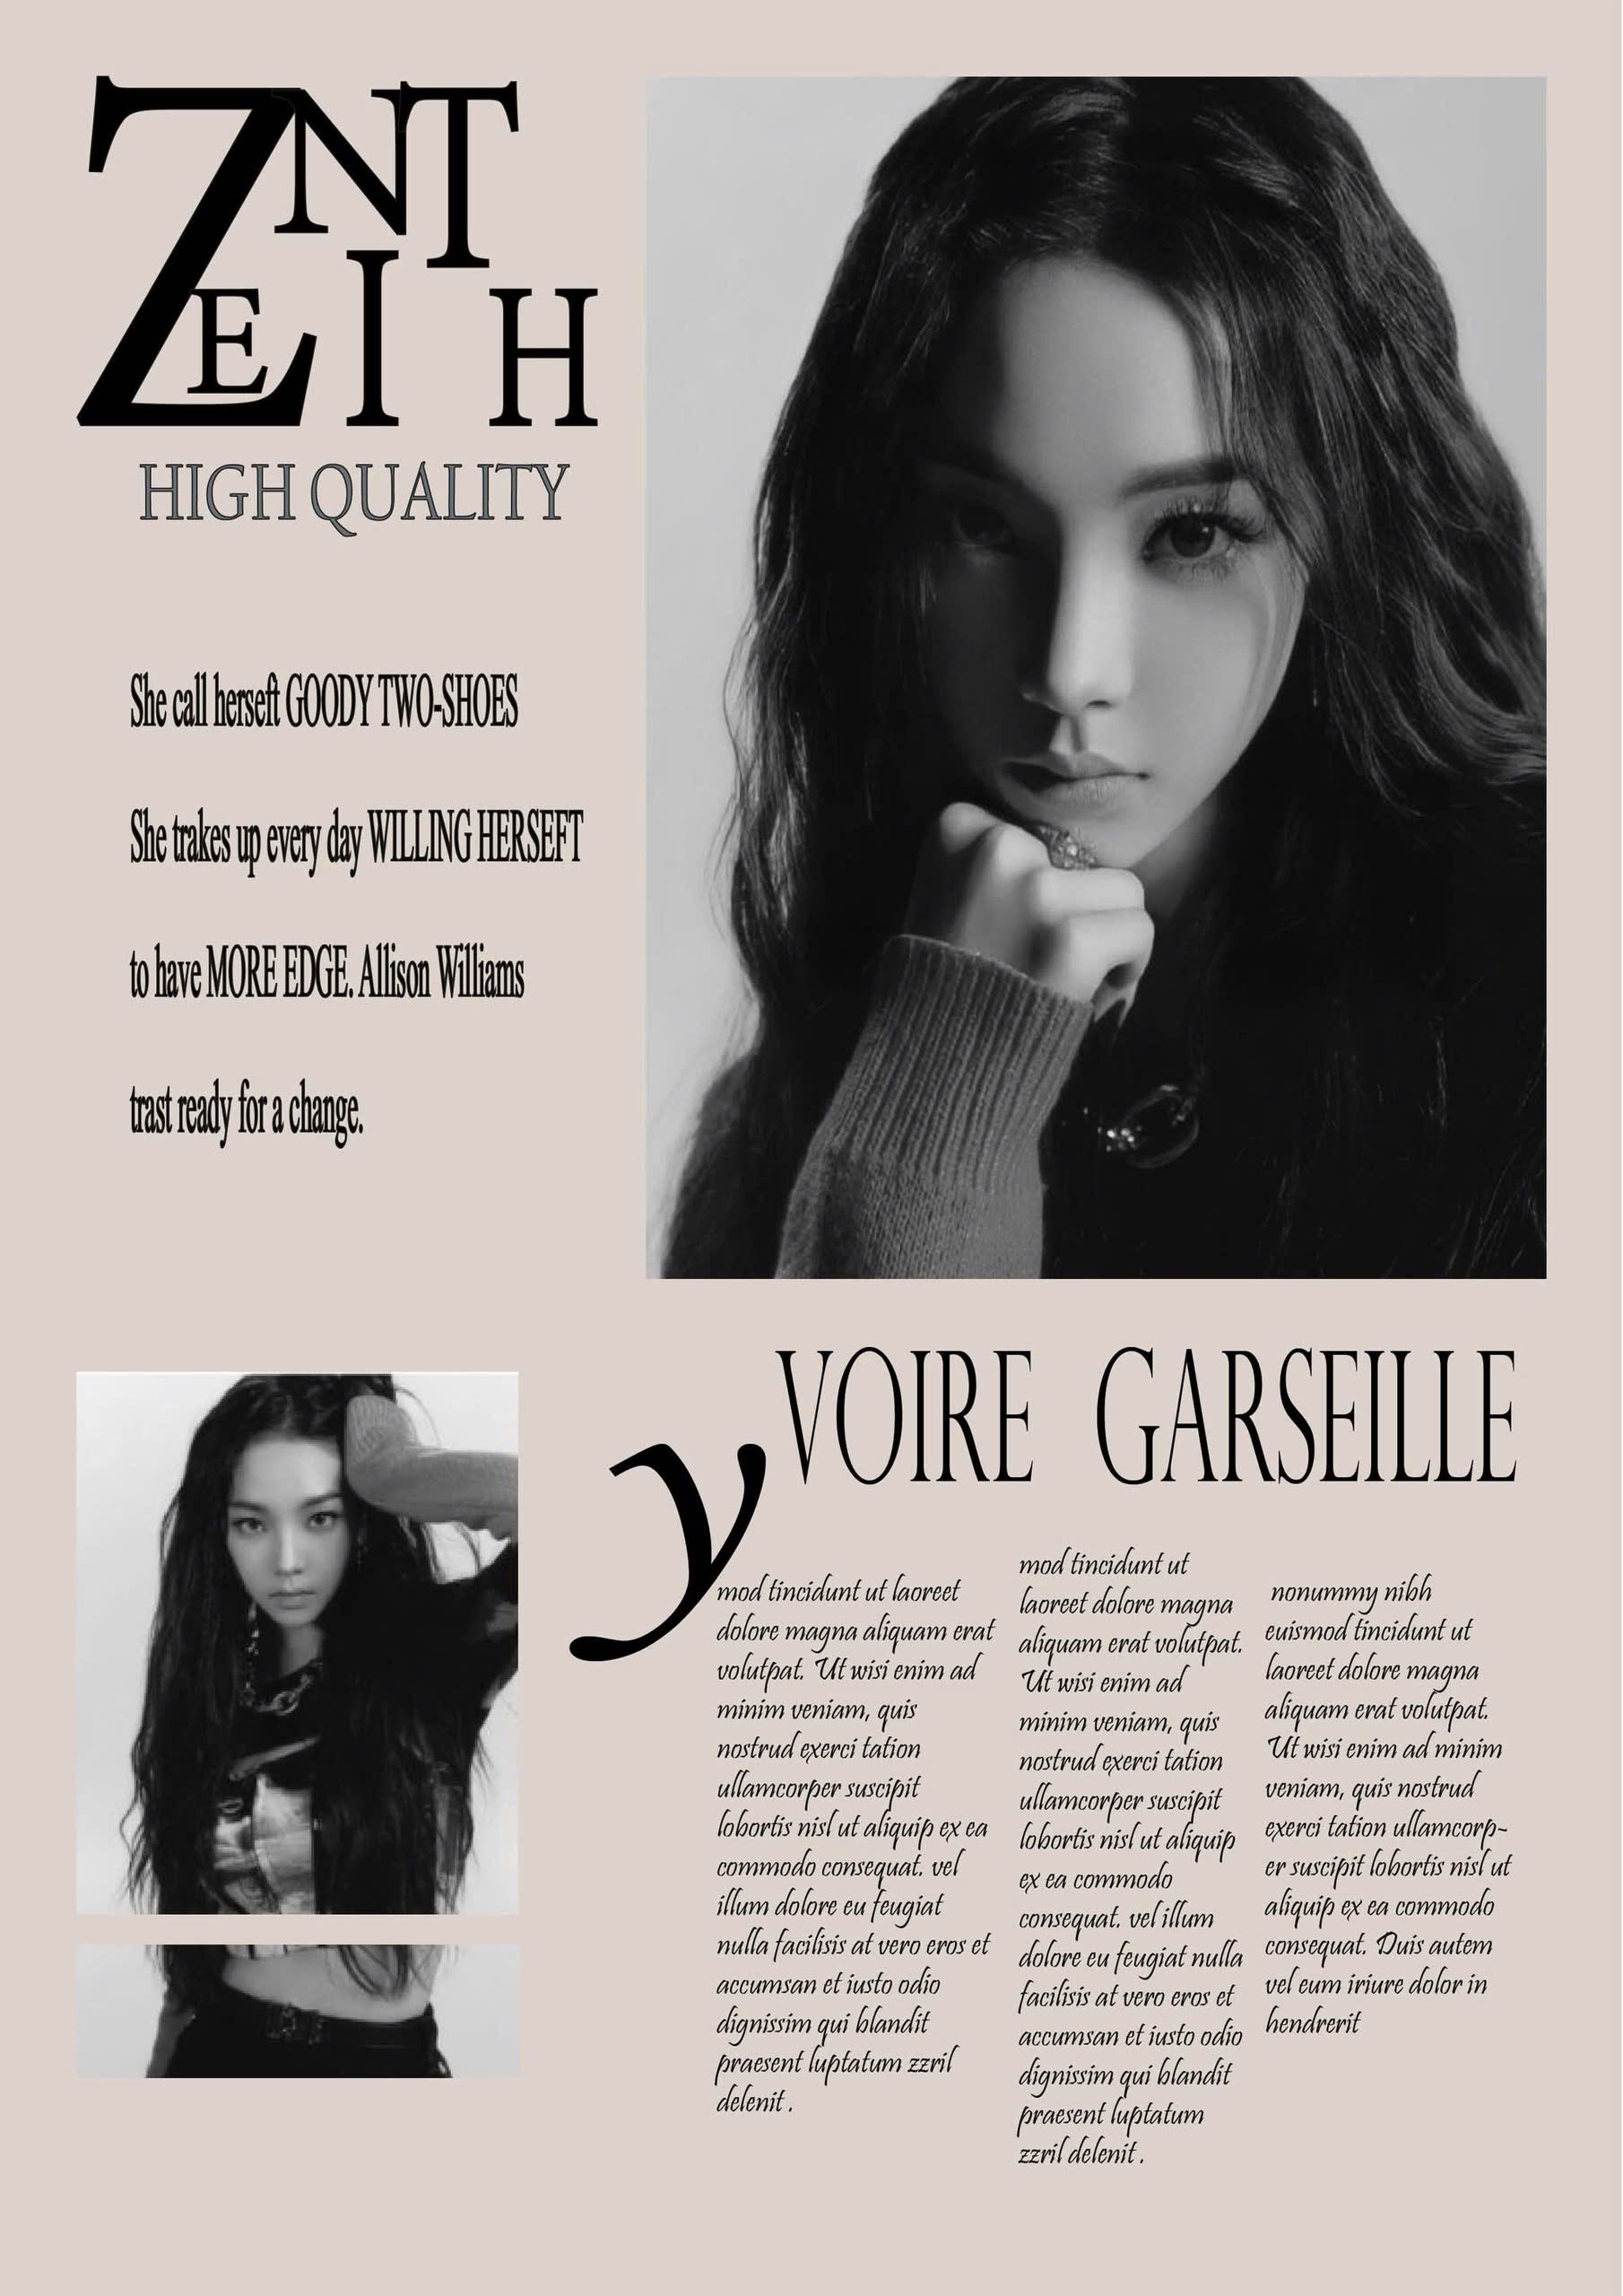 ZENITH
HIGH QUALITY
She call herseft GOODY TWO-SHOES
She trakes up every day WILLING HERSEFT
to have MORE EDGE. Allison Williams
trast ready for a change.
yVOIRE GARSEILLE
mod tincidunt ut laoreet
dolore magna aliquam erat
volutpat. Ut wisi enim ad
minim veniam, quis
nostrud exerci tation
ullamcorper suscipit
lobortis nisl ut aliquip ex ea
commodo consequat. vel
illum dolore eu feugiat
nulla facilisis at vero eros et
accumsan et iusto odio
dignissim qui blandit
praesent luptatum zzril
delenit .
mod tincidunt ut
laoreet dolore magna
aliquam erat volutpat.
Ut wisi enim ad
minim veniam, quis
nostrud exerci tation
ullamcorper suscipit
lobortis nisl ut aliquip
ex ea commodo
consequat. vel illum
dolore eu feugiat nulla
facilisis at vero eros et
accumsan et iusto odio
dignissim qui blandit
praesent luptatum
zzril delenit .
nonummy nibh
euismod tincidunt ut
laoreet dolore magna
aliquam erat volutpat.
Ut wisi enim ad minim
veniam, quis nostrud
exerci tation ullamcorp-
er suscipit lobortis nisl ut
aliquip ex ea commodo
consequat. Duis autem
vel eum iriure dolor in
hendrerit